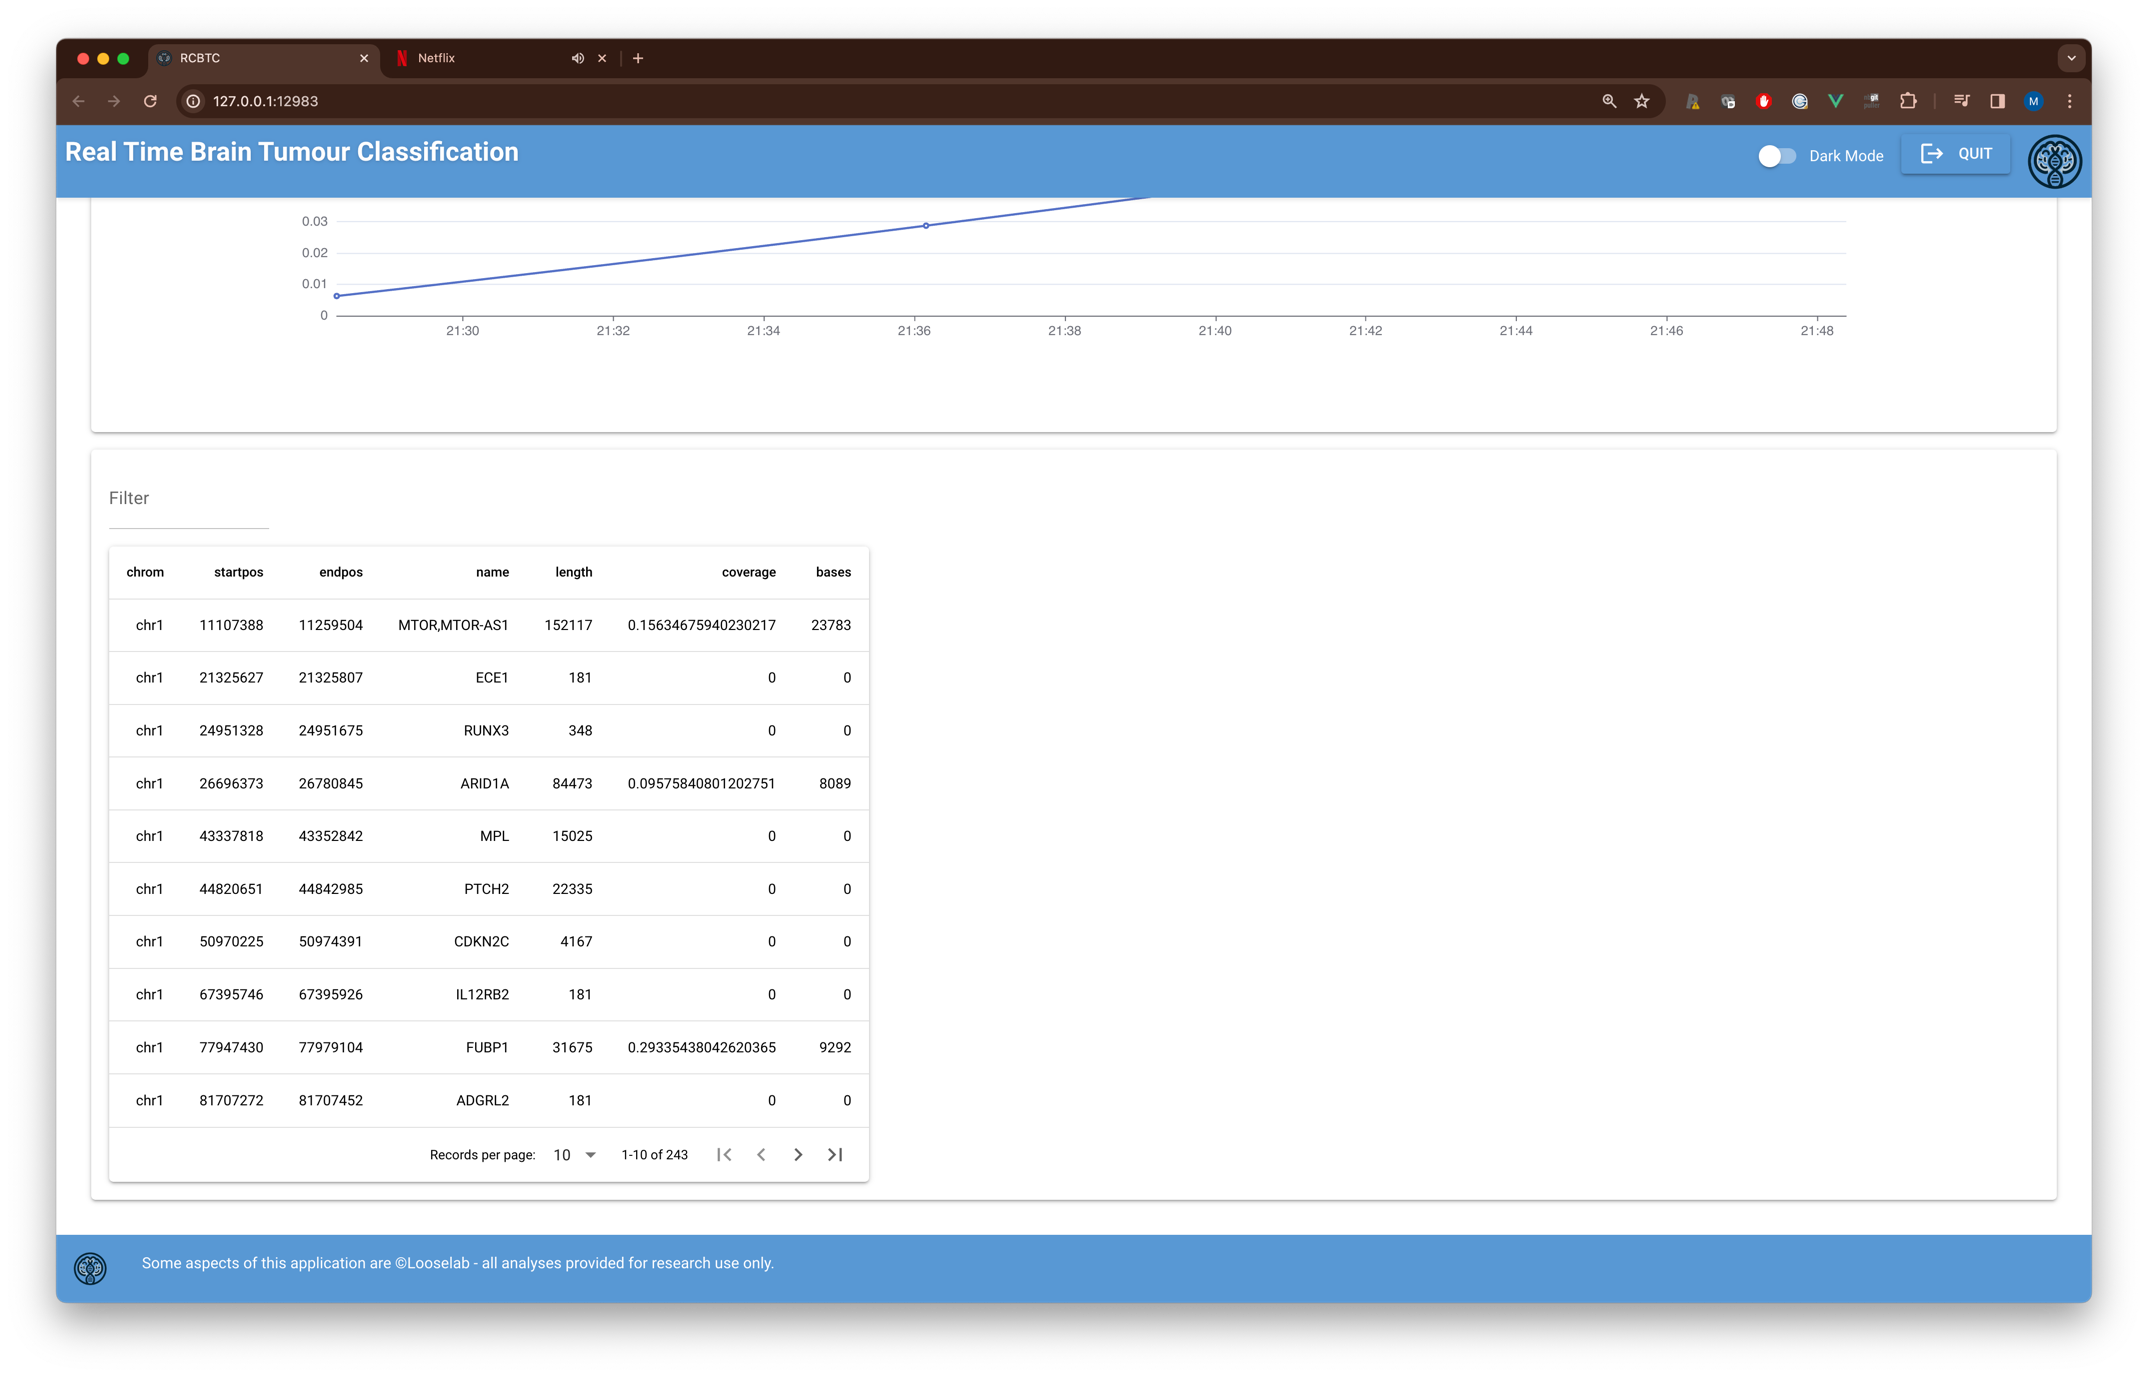 RCBTC
Netflix
127.0.0.1:12983
M
Real Time Brain Tumour Classification
Dark Mode
QUIT
0.03
0.02
0.01
0
21:30 21:32 21:34 21:36 21:38 21:40 21:42 21:44 21:46 21:48
Filter
chrom startpos endpos name length coverage bases
chr1 11107388 11259504 MTOR,MTOR-AS1 152117 0.15634675940230217 23783
chr1 21325627 21325807 ECE1 181 0 0
chr1 24951328 24951675 RUNX3 348 0 0
chr1 26696373 26780845 ARID1A 84473 0.09575840801202751 8089
chr1 43337818 43352842 MPL 15025 0 0
chr1 44820651 44842985 PTCH2 22335 0 0
chr1 50970225 50974391 CDKN2C 4167 0 0
chr1 67395746 67395926 IL12RB2 181 0 0
chr1 77947430 77979104 FUBP1 31675 0.29335438042620365 9292
chr1 81707272 81707452 ADGRL2 181 0 0
Records per page: 10 1-10 of 243
Some aspects of this application are ©Looselab - all analyses provided for research use only.